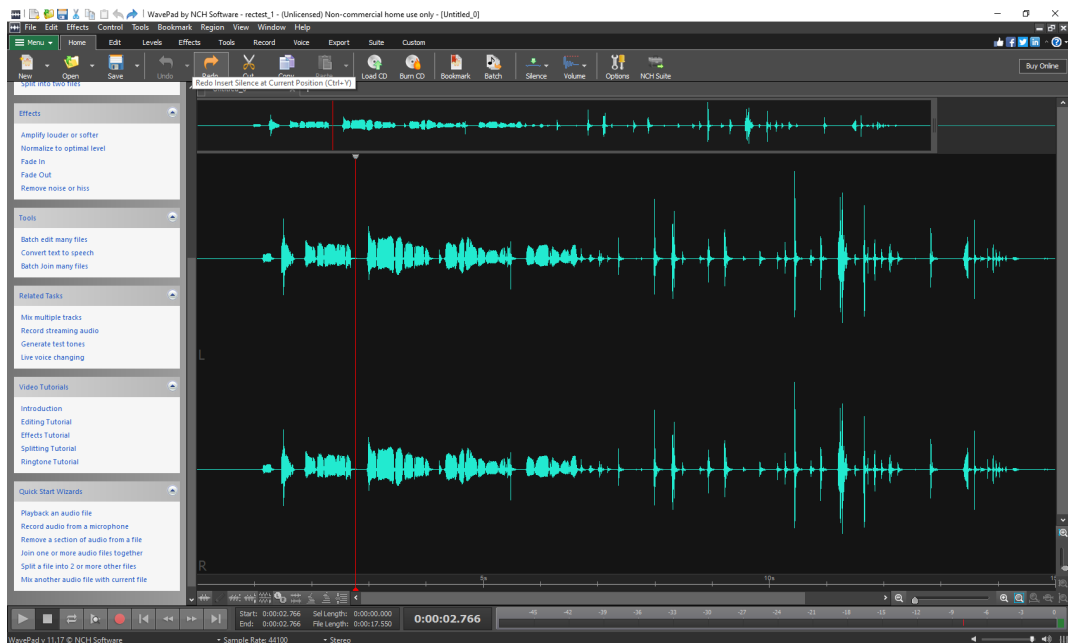 WavePad by NCH Software - rectest_1 - (Unlicensed) Non-commercial home use only - [Untitled_0]
File Edit Effects Control Tools Bookmark Region View Window Help
Menu Home Edit Levels Effects Tools Record Voice Export Suite Custom
New Open Save Undo Redo Cut Copy Paste Load CD Burn CD Bookmark Batch Silence Volume Options NCH Suite Buy Online
Redo Insert Silence at Current Position (Ctrl+Y)
Split into two files
Untitled_0
Effects
Amplify louder or softer
Normalize to optimal level
Fade In
Fade Out
Remove noise or hiss
Tools
Batch edit many files
Convert text to speech
Batch Join many files
Related Tasks
Mix multiple tracks
Record streaming audio
Generate test tones
Live voice changing
Video Tutorials
Introduction
Editing Tutorial
Effects Tutorial
Splitting Tutorial
Ringtone Tutorial
Quick Start Wizards
Playback an audio file
Record audio from a microphone
Remove a section of audio from a file
Join one or more audio files together
Split a file into 2 or more other files
Mix another audio file with current file
L
R
5s 10s
Start: 0:00:02.766 Sel Length: 0:00:00.000
End: 0:00:02.766 File Length: 0:00:17.550
0:00:02.766
-45 -42 -39 -36 -33 -30 -27 -24 -21 -18 -15 -12 -9 -6 -3 0
WavePad v 11.17 © NCH Software Sample Rate: 44100 Stereo